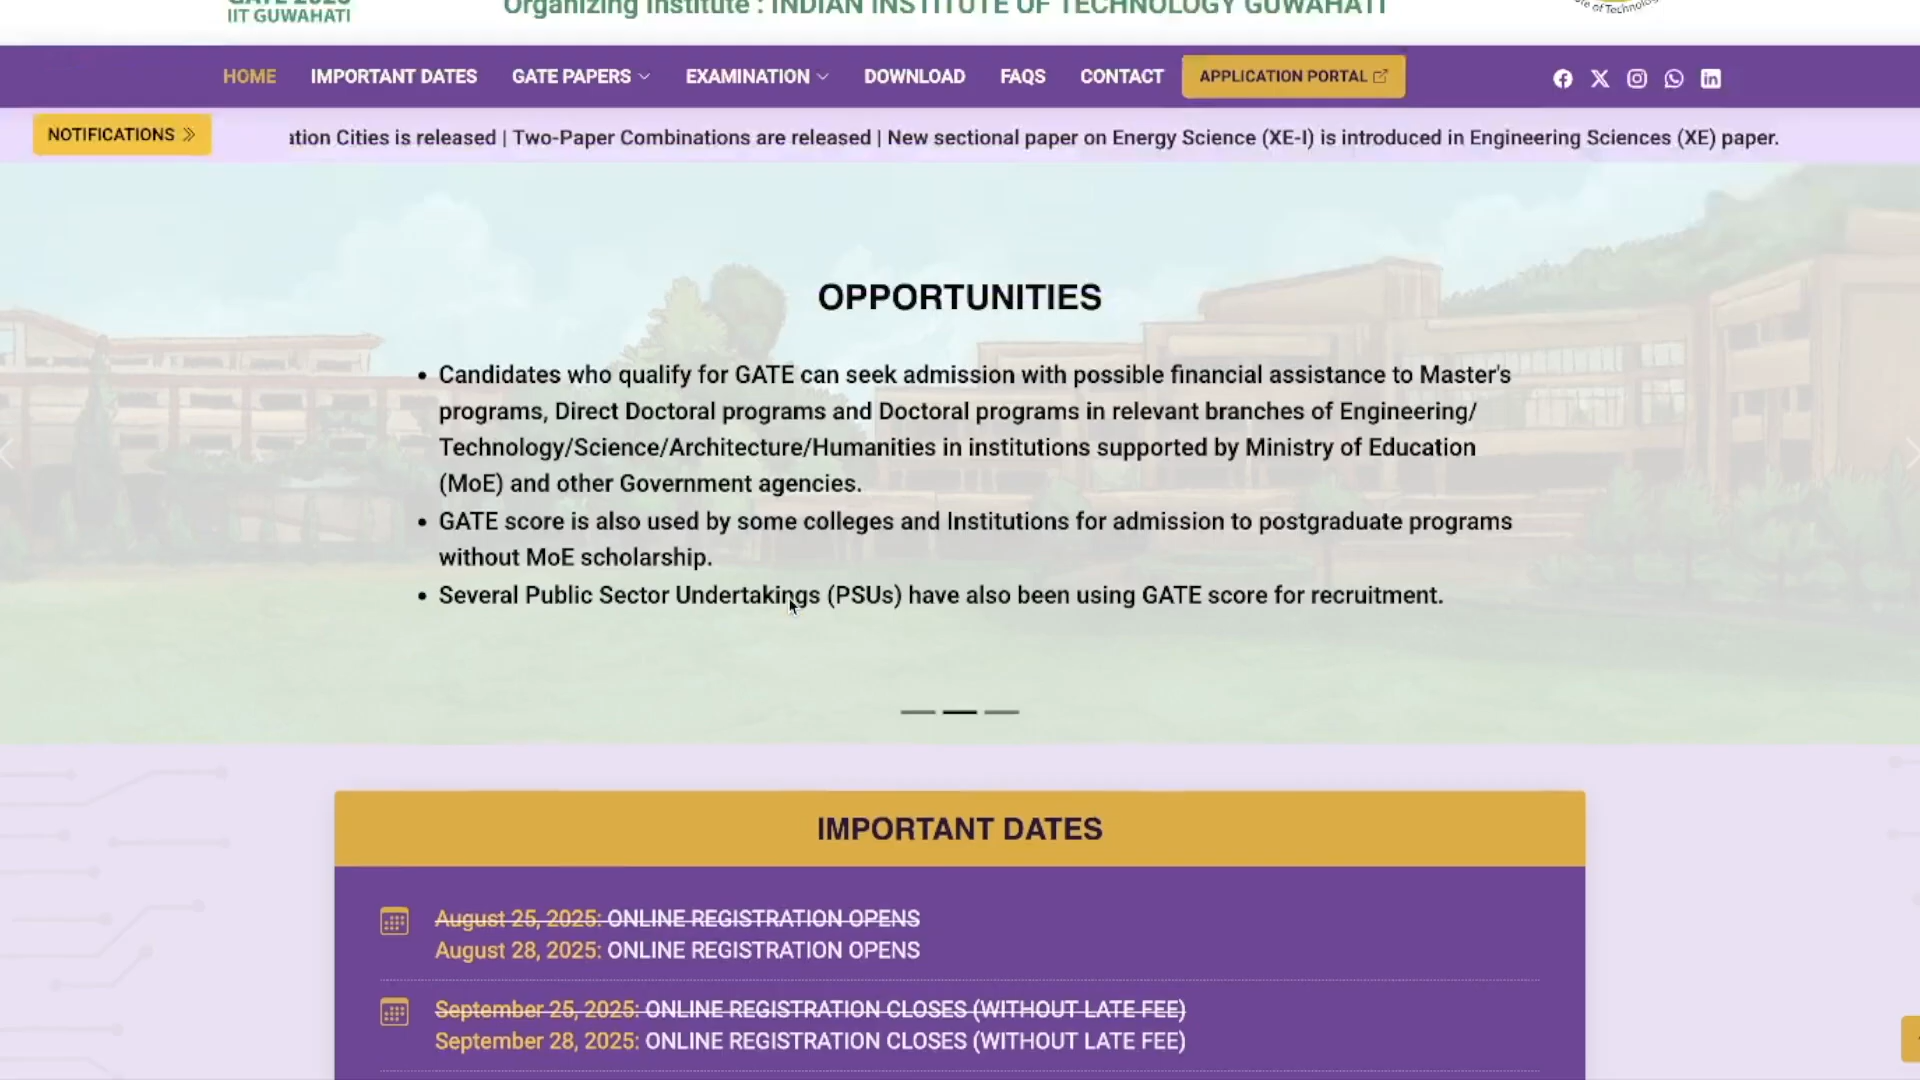 IIT GUWAHATI
Organizing Institute : INDIAN INSTITUTE OF TECHNOLOGY GUWAHATI
HOME IMPORTANT DATES GATE PAPERS EXAMINATION DOWNLOAD FAQS CONTACT APPLICATION PORTAL
NOTIFICATIONS
tion Cities is released | Two-Paper Combinations are released | New sectional paper on Energy Science (XE-I) is introduced in Engineering Sciences (XE) paper.
OPPORTUNITIES
• Candidates who qualify for GATE can seek admission with possible financial assistance to Master's
programs, Direct Doctoral programs and Doctoral programs in relevant branches of Engineering/
Technology/Science/Architecture/Humanities in institutions supported by Ministry of Education
(MoE) and other Government agencies.
• GATE score is also used by some colleges and Institutions for admission to postgraduate programs
without MoE scholarship.
• Several Public Sector Undertakings (PSUs) have also been using GATE score for recruitment.
IMPORTANT DATES
August 25, 2025: ONLINE REGISTRATION OPENS
August 28, 2025: ONLINE REGISTRATION OPENS
September 25, 2025: ONLINE REGISTRATION CLOSES (WITHOUT LATE FEE)
September 28, 2025: ONLINE REGISTRATION CLOSES (WITHOUT LATE FEE)